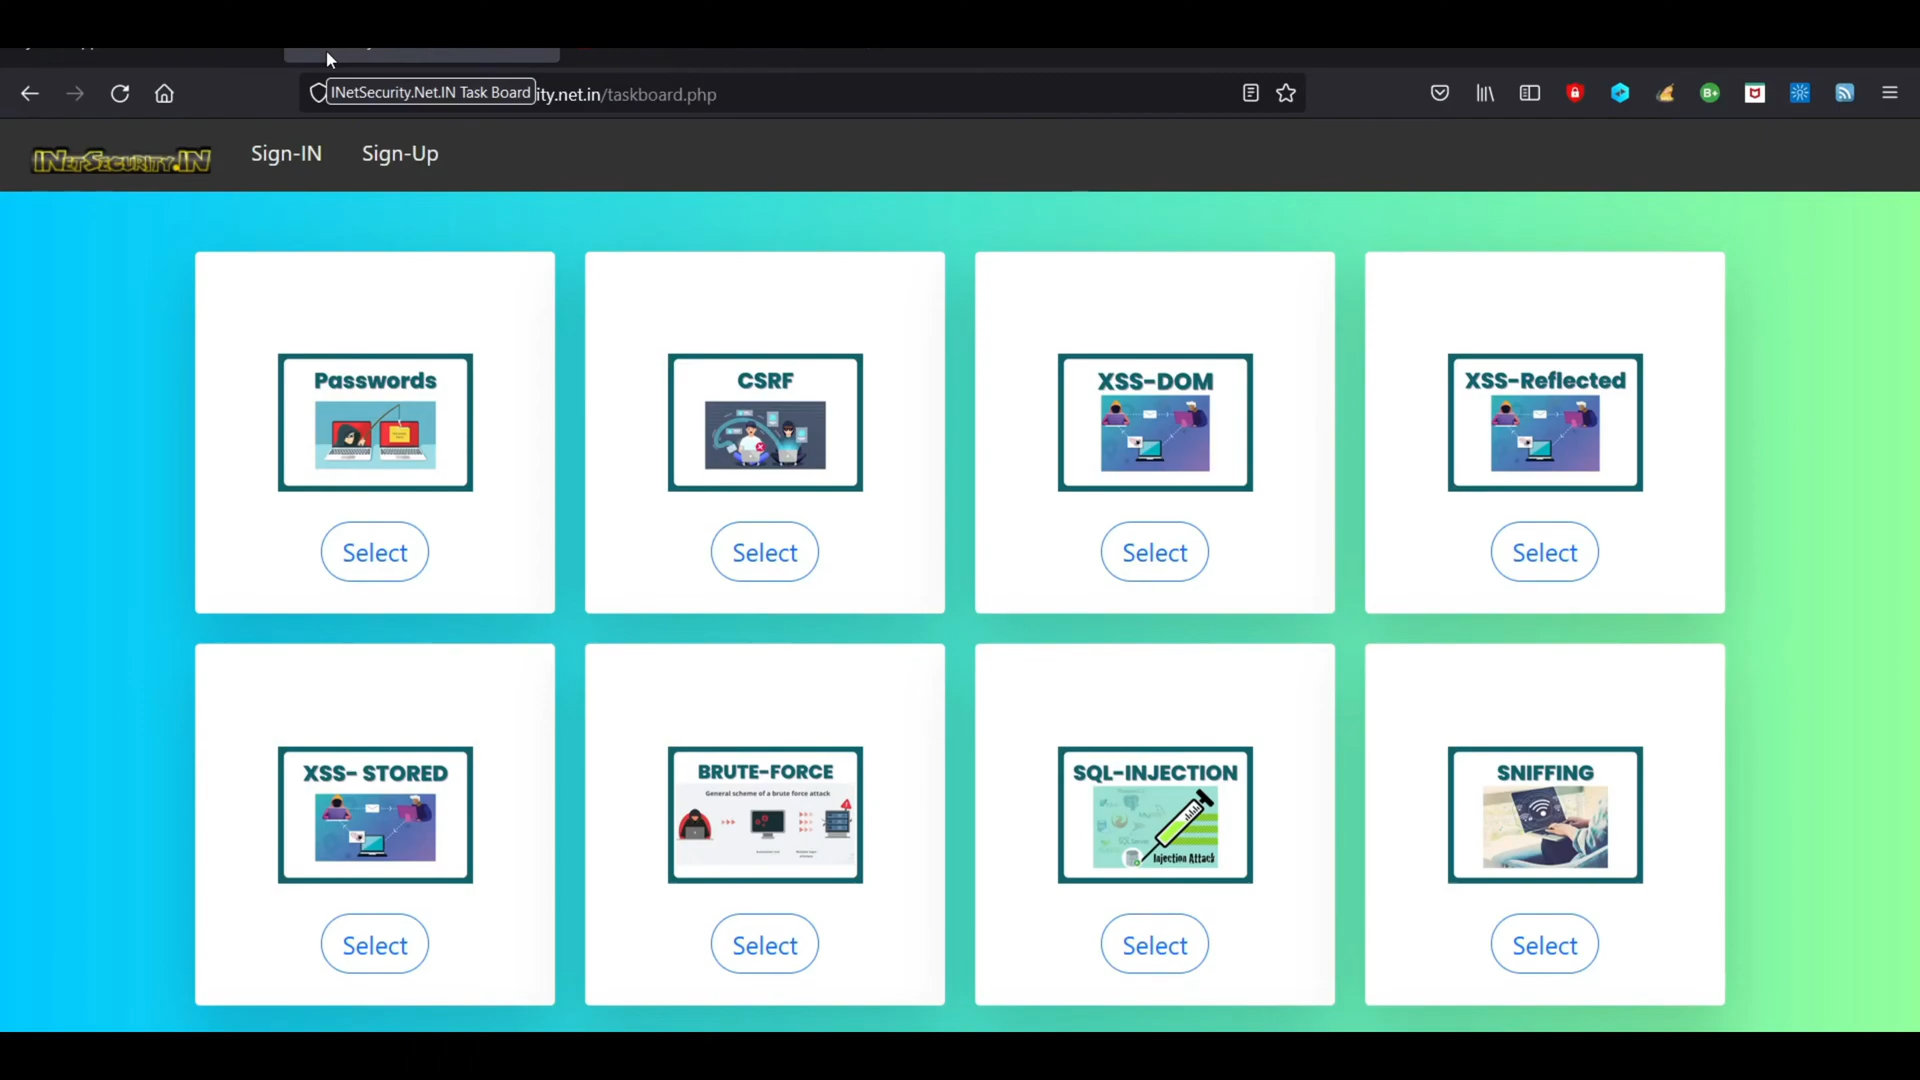 INetSecurity.Net.IN Task Board
ity.net.in/taskboard.php
INetSecurity.IN
Sign-IN
Sign-Up
Passwords
CSRF
XSS-DOM
XSS-Reflected
Select
Select
Select
Select
XSS- STORED
BRUTE-FORCE
General scheme of a brute force attack
SQL-INJECTION
Injection Attack
SNIFFING
Select
Select
Select
Select